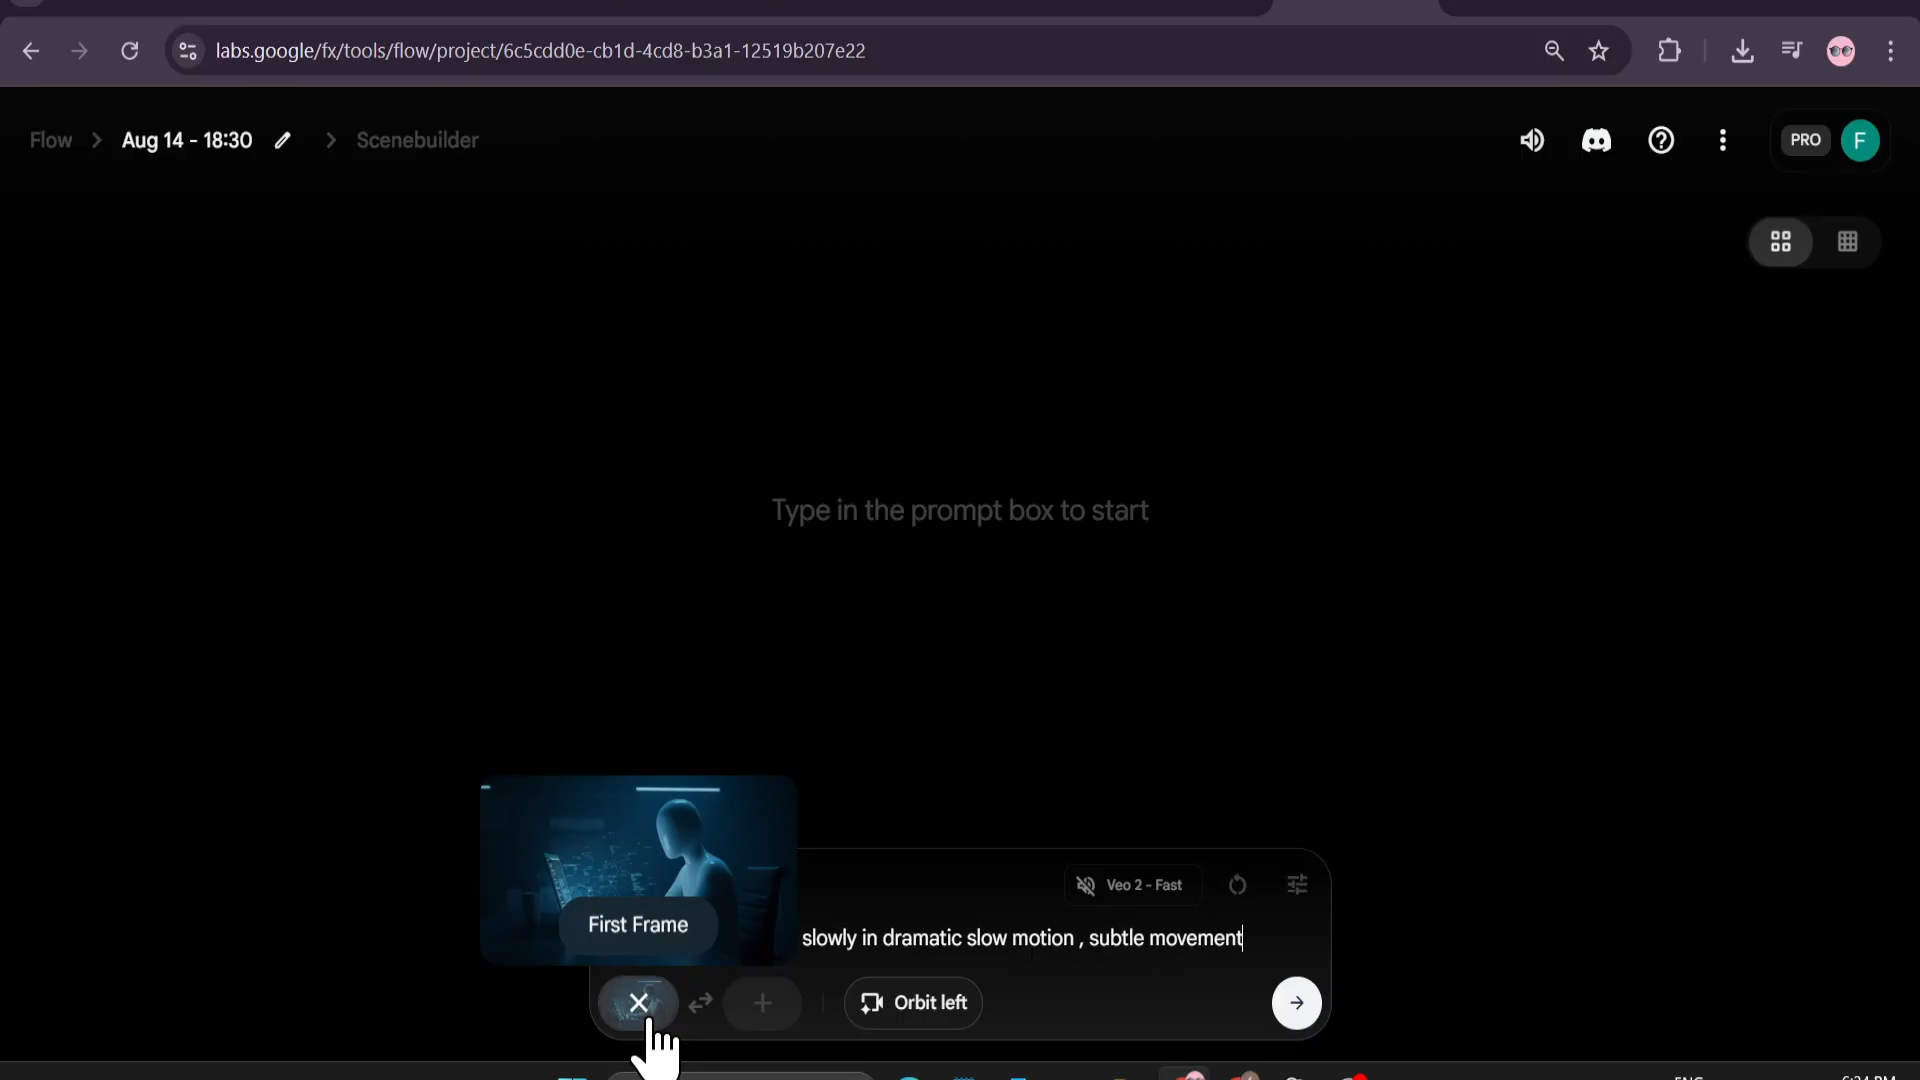 labs.google/fx/tools/flow/project/6c5cdd0e-cb1d-4cd8-b3a1-12519b207e22
Flow
Aug 14 - 18:30
Scenebuilder
PRO
F
Type in the prompt box to start
Veo 2 - Fast
First Frame
slowly in dramatic slow motion , subtle movement
Orbit left